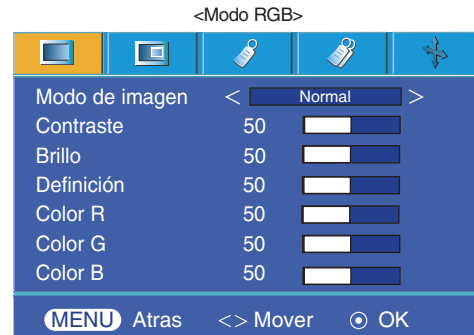 <Modo RGB>
Modo de imagen < Normal >
Contraste 50
Brillo 50
Definición 50
Color R 50
Color G 50
Color B 50
MENU Atras <> Mover ⊙ OK